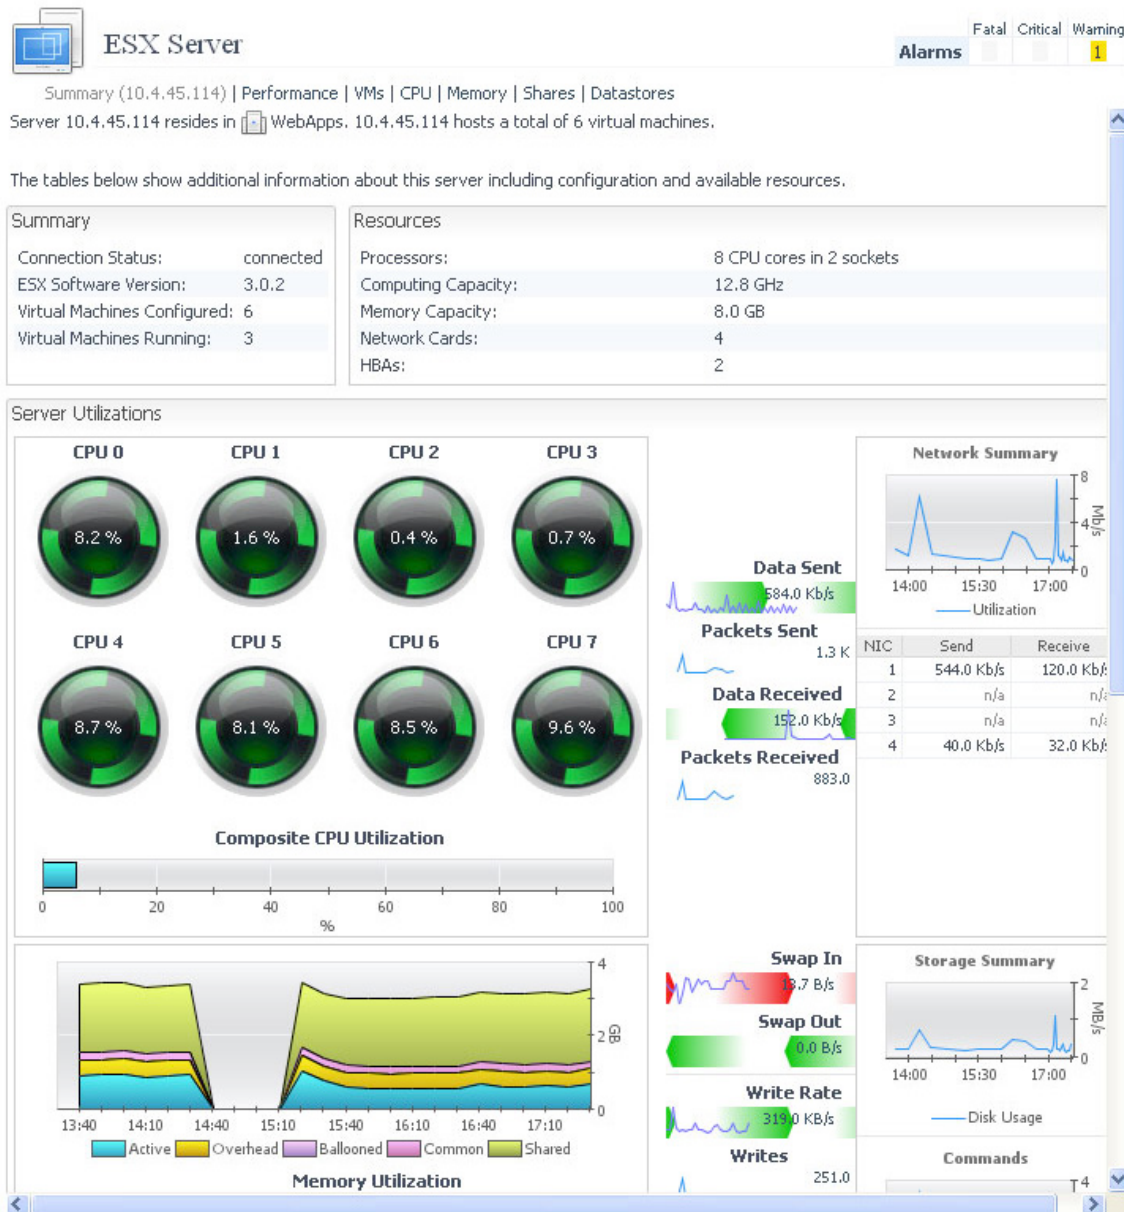 ESX Server
Fatal Critical Warning
Alarms 1
Summary (10.4.45.114) | Performance | VMs | CPU | Memory | Shares | Datastores
Server 10.4.45.114 resides in WebApps. 10.4.45.114 hosts a total of 6 virtual machines.
The tables below show additional information about this server including configuration and available resources.
Summary
Connection Status: connected
ESX Software Version: 3.0.2
Virtual Machines Configured: 6
Virtual Machines Running: 3
Resources
Processors: 8 CPU cores in 2 sockets
Computing Capacity: 12.8 GHz
Memory Capacity: 8.0 GB
Network Cards: 4
HBAs: 2
Server Utilizations
CPU 0 CPU 1 CPU 2 CPU 3
8.2 % 1.6 % 0.4 % 0.7 %
CPU 4 CPU 5 CPU 6 CPU 7
8.7 % 8.1 % 8.5 % 9.6 %
Composite CPU Utilization
0 20 40 60 80 100
%
Data Sent
584.0 Kb/s
Packets Sent
1.3 K
Data Received
152.0 Kb/s
Packets Received
883.0
Network Summary
8
4
0
Mb/s
14:00 15:30 17:00
Utilization
NIC Send Receive
1 544.0 Kb/s 120.0 Kb/s
2 n/a n/a
3 n/a n/a
4 40.0 Kb/s 32.0 Kb/s
4
2
0
GB
13:40 14:10 14:40 15:10 15:40 16:10 16:40 17:10
Active Overhead Ballooned Common Shared
Memory Utilization
Swap In
13.7 B/s
Swap Out
0.0 B/s
Write Rate
319.0 KB/s
Writes
251.0
Storage Summary
2
0
MB/s
14:00 15:30 17:00
Disk Usage
Commands
4